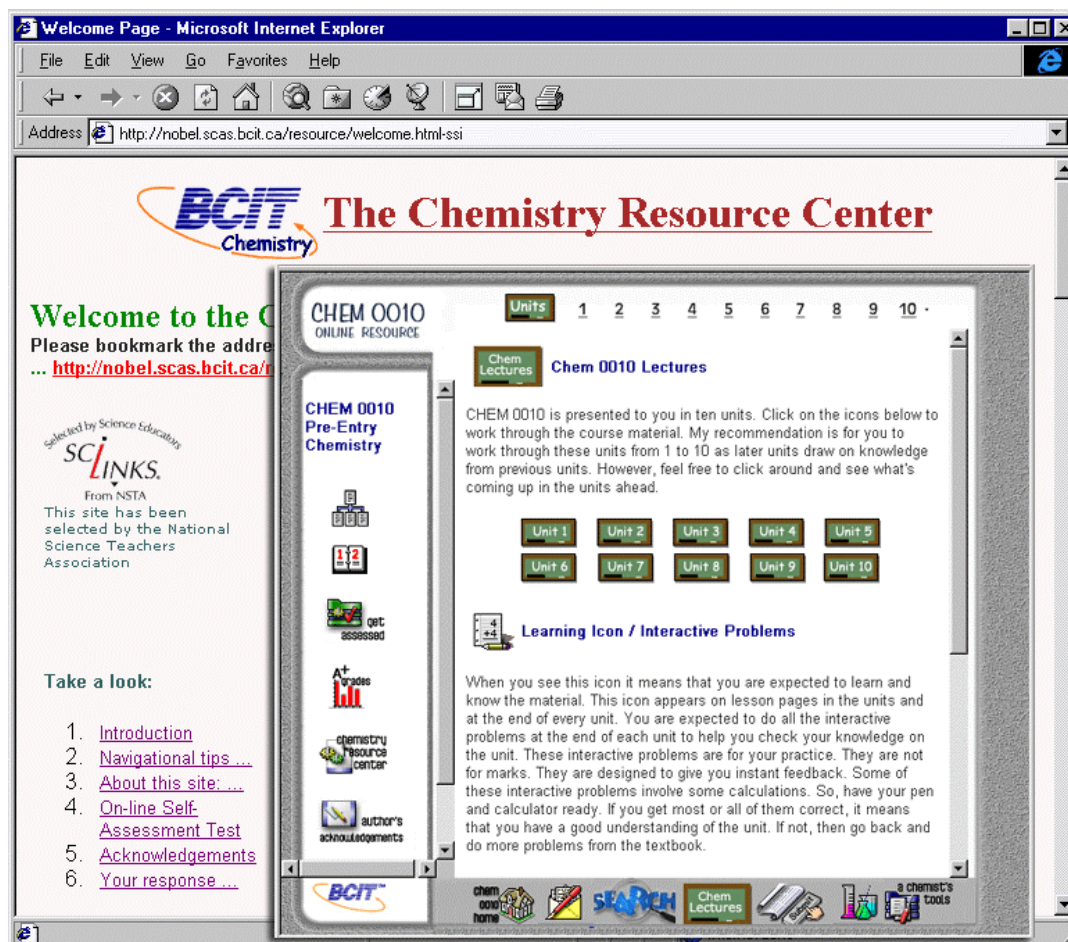 Welcome Page - Microsoft Internet Explorer
File Edit View Go Favorites Help
Address http://nobel.scas.bcit.ca/resource/welcome.html-ssi
BCIT
Chemistry
The Chemistry Resource Center
Welcome to the C
Please bookmark the addre
... http://nobel.scas.bcit.ca/r
Selected by Science Educators
SCiLINKS.
From NSTA
This site has been
selected by the National
Science Teachers
Association
Take a look:
1. Introduction
2. Navigational tips ...
3. About this site: ...
4. On-line Self-
Assessment Test
5. Acknowledgements
6. Your response ...
CHEM 0010
ONLINE RESOURCE
Units 1 2 3 4 5 6 7 8 9 10 ·
CHEM 0010
Pre-Entry
Chemistry
1 2
get
assessed
A+
grades
chemistry
resource
center
author's
acknowledgements
BCIT
Chem
Lectures
Chem 0010 Lectures
CHEM 0010 is presented to you in ten units. Click on the icons below to
work through the course material. My recommendation is for you to
work through these units from 1 to 10 as later units draw on knowledge
from previous units. However, feel free to click around and see what's
coming up in the units ahead.
Unit 1 Unit 2 Unit 3 Unit 4 Unit 5
Unit 6 Unit 7 Unit 8 Unit 9 Unit 10
4
+4
Learning Icon / Interactive Problems
When you see this icon it means that you are expected to learn and
know the material. This icon appears on lesson pages in the units and
at the end of every unit. You are expected to do all the interactive
problems at the end of each unit to help you check your knowledge on
the unit. These interactive problems are for your practice. They are not
for marks. They are designed to give you instant feedback. Some of
these interactive problems involve some calculations. So, have your pen
and calculator ready. If you get most or all of them correct, it means
that you have a good understanding of the unit. If not, then go back and
do more problems from the textbook.
chem
0010
home
SEARCH
Chem
Lectures
a chemist's
tools